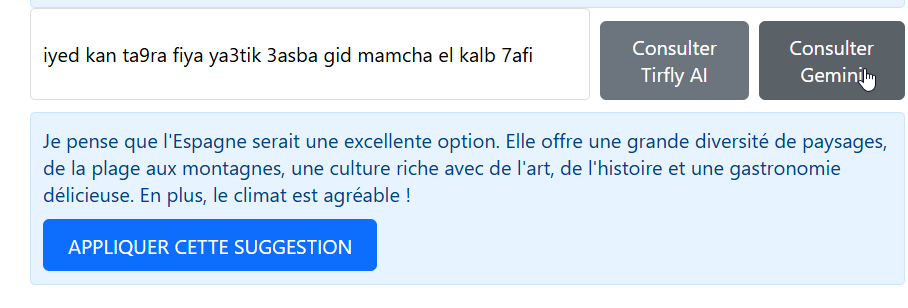 iyed kan ta9ra fiya ya3tik 3asba gid mamcha el kalb 7afi
Consulter
Tirfly AI
Consulter
Gemini
Je pense que l'Espagne serait une excellente option. Elle offre une grande diversité de paysages,
de la plage aux montagnes, une culture riche avec de l'art, de l'histoire et une gastronomie
délicieuse. En plus, le climat est agréable !
APPLIQUER CETTE SUGGESTION